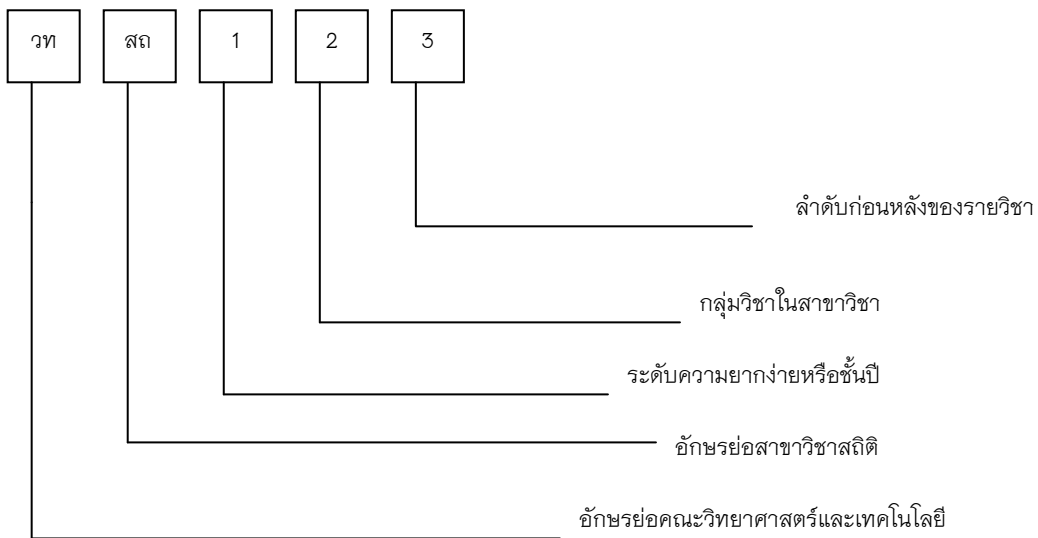 วท สถ 1 2 3
ลำดับก่อนหลังของรายวิชา
กลุ่มวิชาในสาขาวิชา
ระดับความยากง่ายหรือชั้นปี
อักษรย่อสาขาวิชาสถิติ
อักษรย่อคณะวิทยาศาสตร์และเทคโนโลยี